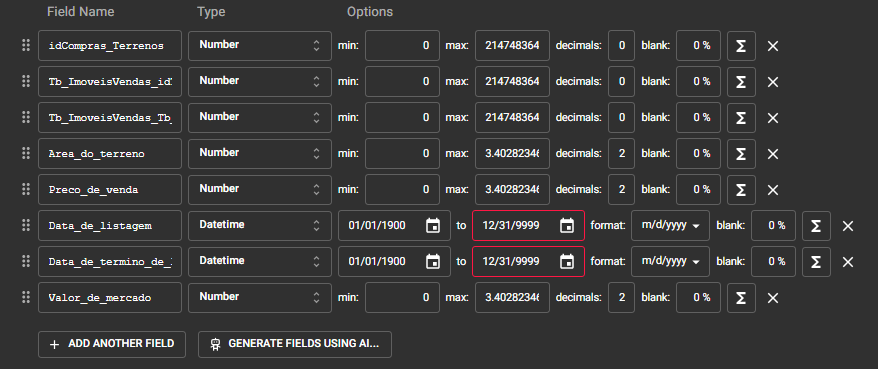 Field Name Type Options
idCompras_Terrenos Number min: 0 max: 214748364 decimals: 0 blank: 0 % Σ
Tb_ImoveisVendas_id Number min: 0 max: 214748364 decimals: 0 blank: 0 % Σ
Tb_ImoveisVendas_Tb_ Number min: 0 max: 214748364 decimals: 0 blank: 0 % Σ
Area_do_terreno Number min: 0 max: 3.40282346 decimals: 2 blank: 0 % Σ
Preco_de_venda Number min: 0 max: 3.40282346 decimals: 2 blank: 0 % Σ
Data_de_listagem Datetime 01/01/1900 to 12/31/9999 format: m/d/yyyy blank: 0 % Σ
Data_de_termino_de_ Datetime 01/01/1900 to 12/31/9999 format: m/d/yyyy blank: 0 % Σ
Valor_de_mercado Number min: 0 max: 3.40282346 decimals: 2 blank: 0 % Σ
+ ADD ANOTHER FIELD GENERATE FIELDS USING AI...